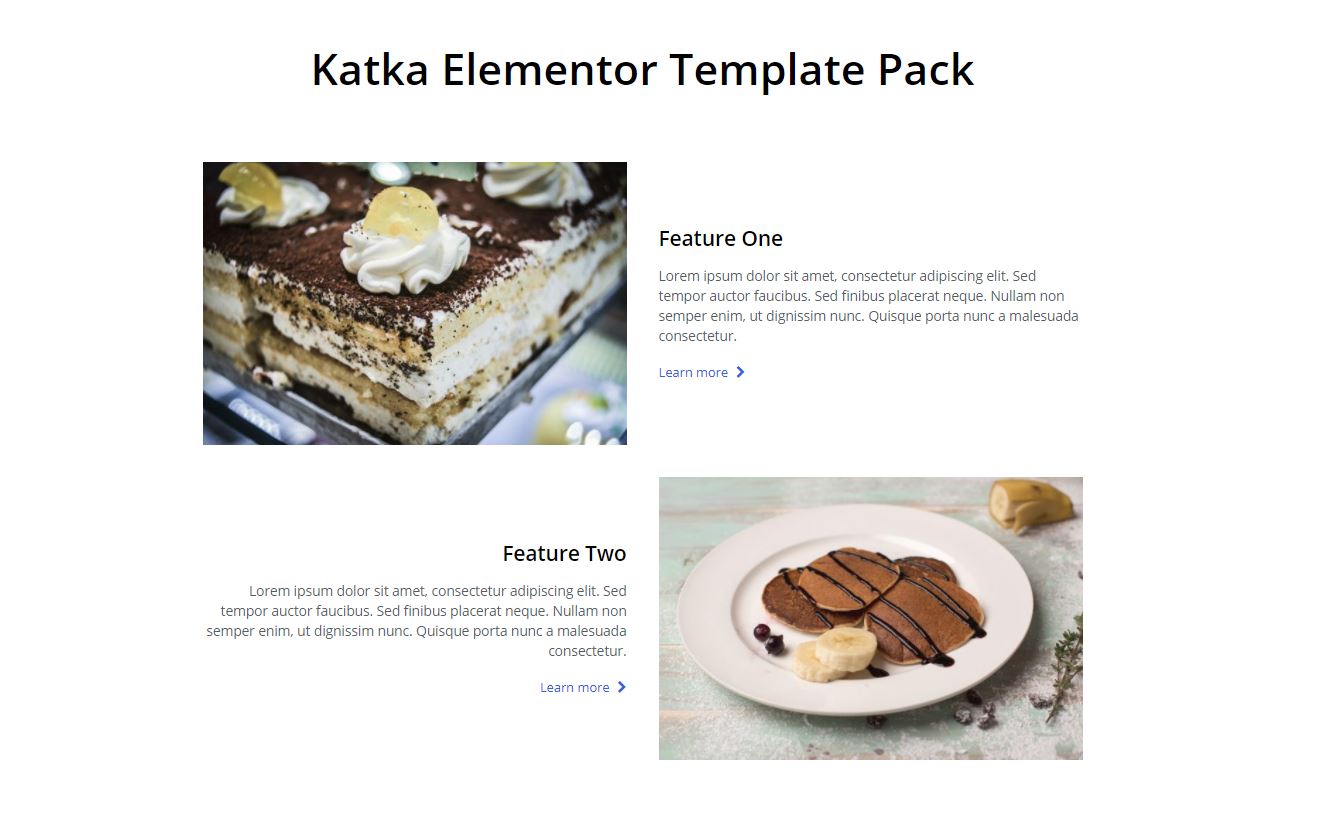 Katka Elementor Template Pack
Feature One
Lorem ipsum dolor sit amet, consectetur adipiscing elit. Sed
tempor auctor faucibus. Sed finibus placerat neque. Nullam non
semper enim, ut dignissim nunc. Quisque porta nunc a malesuada
consectetur.
Learn more
Feature Two
Lorem ipsum dolor sit amet, consectetur adipiscing elit. Sed
tempor auctor faucibus. Sed finibus placerat neque. Nullam non
semper enim, ut dignissim nunc. Quisque porta nunc a malesuada
consectetur.
Learn more